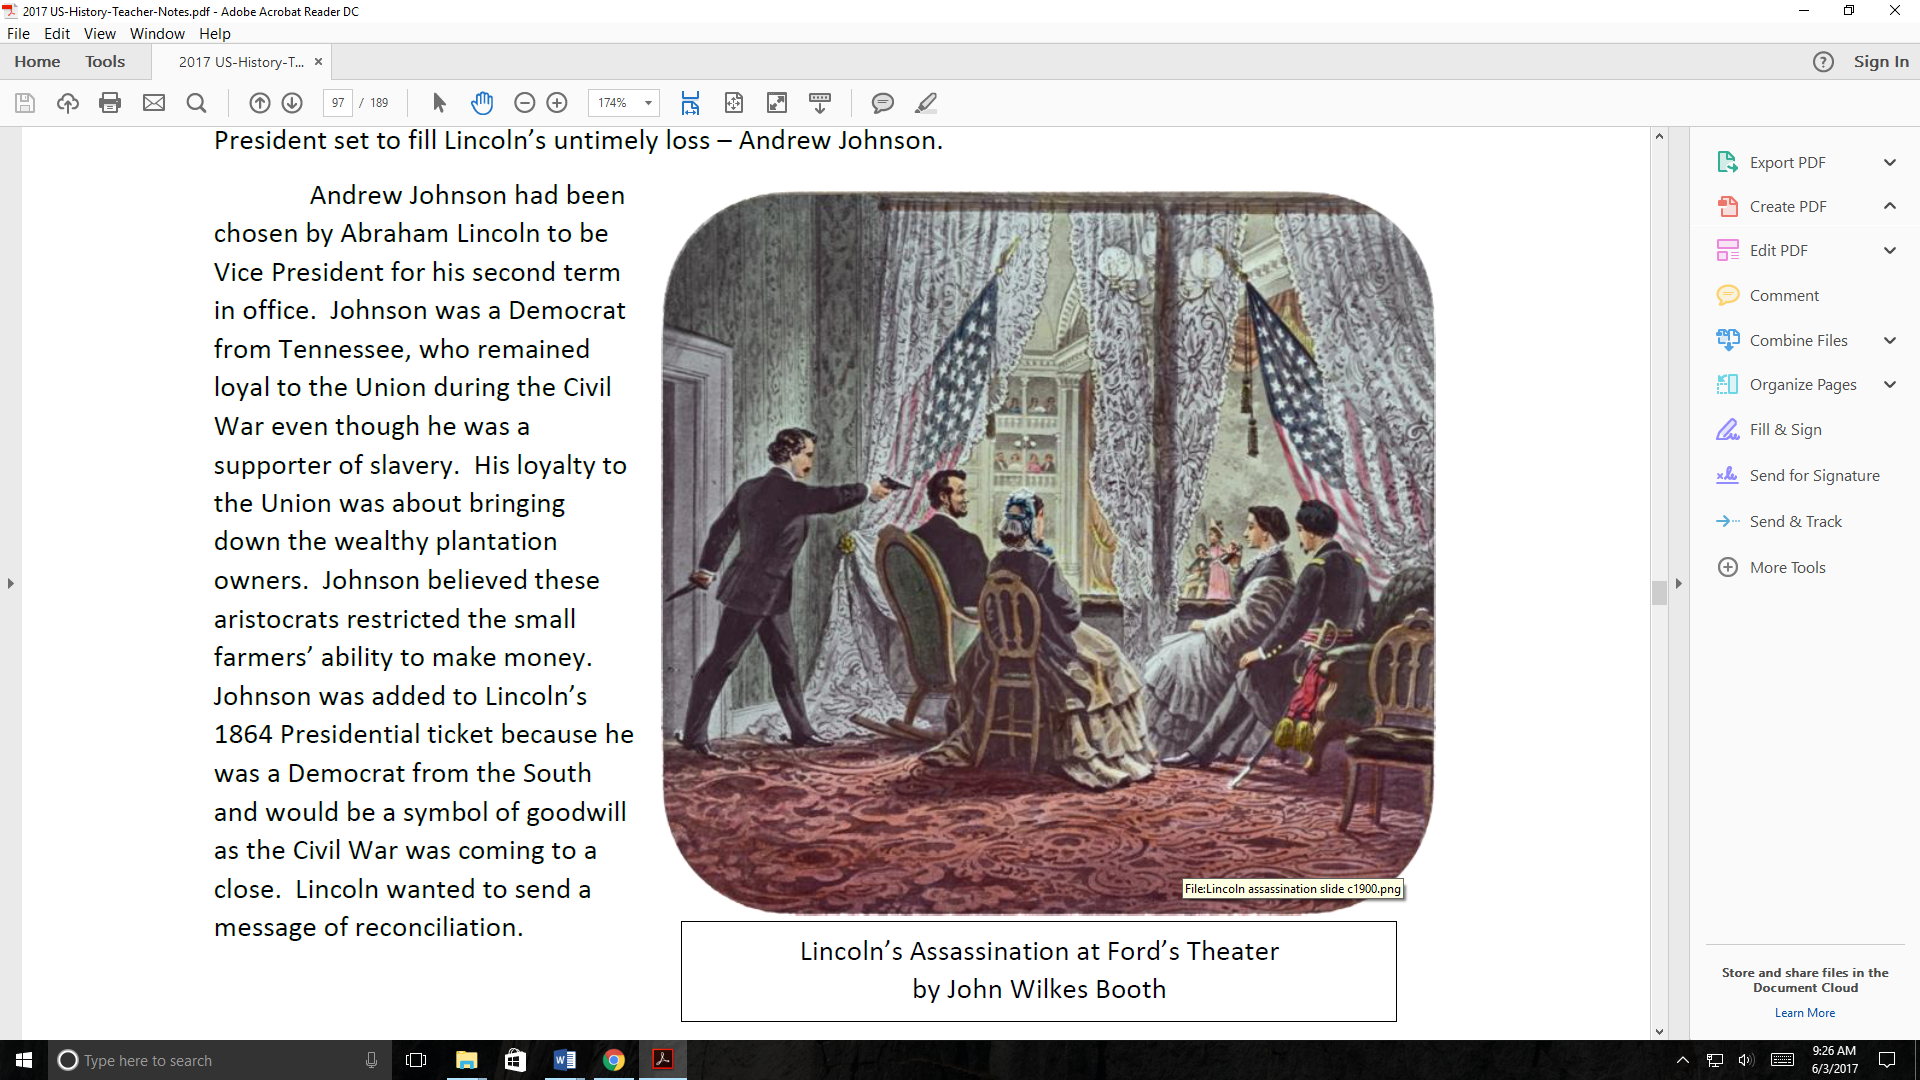 2017 US-History-Teacher-Notes.pdf - Adobe Acrobat Reader DC
File Edit View Window Help
Home Tools 2017 US-History-T... ×
Sign In
97 / 189
174%
President set to fill Lincoln’s untimely loss – Andrew Johnson.
Andrew Johnson had been
chosen by Abraham Lincoln to be
Vice President for his second term
in office. Johnson was a Democrat
from Tennessee, who remained
loyal to the Union during the Civil
War even though he was a
supporter of slavery. His loyalty to
the Union was about bringing
down the wealthy plantation
owners. Johnson believed these
aristocrats restricted the small
farmers’ ability to make money.
Johnson was added to Lincoln’s
1864 Presidential ticket because he
was a Democrat from the South
and would be a symbol of goodwill
as the Civil War was coming to a
close. Lincoln wanted to send a
message of reconciliation.
File:Lincoln assassination slide c1900.png
Lincoln’s Assassination at Ford’s Theater
by John Wilkes Booth
Export PDF
Create PDF
Edit PDF
Comment
Combine Files
Organize Pages
Fill & Sign
Send for Signature
Send & Track
More Tools
Store and share files in the
Document Cloud
Learn More
Type here to search
9:26 AM
6/3/2017